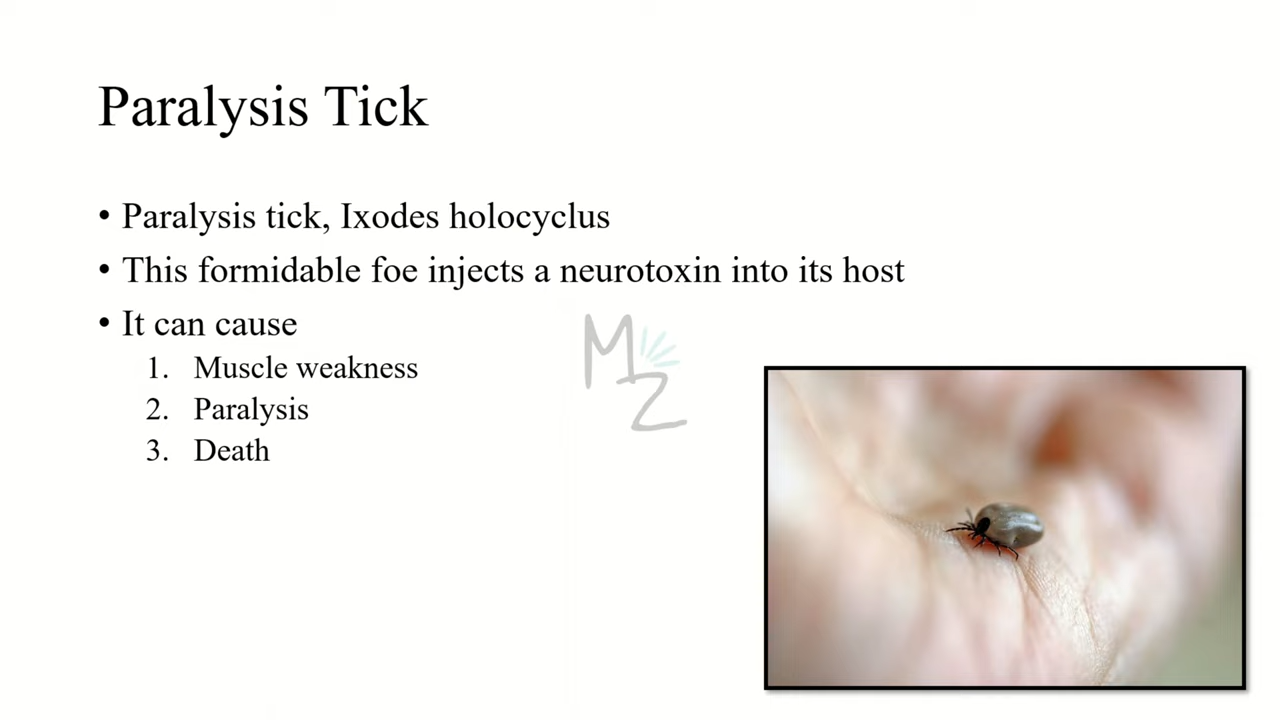 Paralysis Tick
• Paralysis tick, Ixodes holocyclus
• This formidable foe injects a neurotoxin into its host
• It can cause
1. Muscle weakness
2. Paralysis
3. Death
MZ